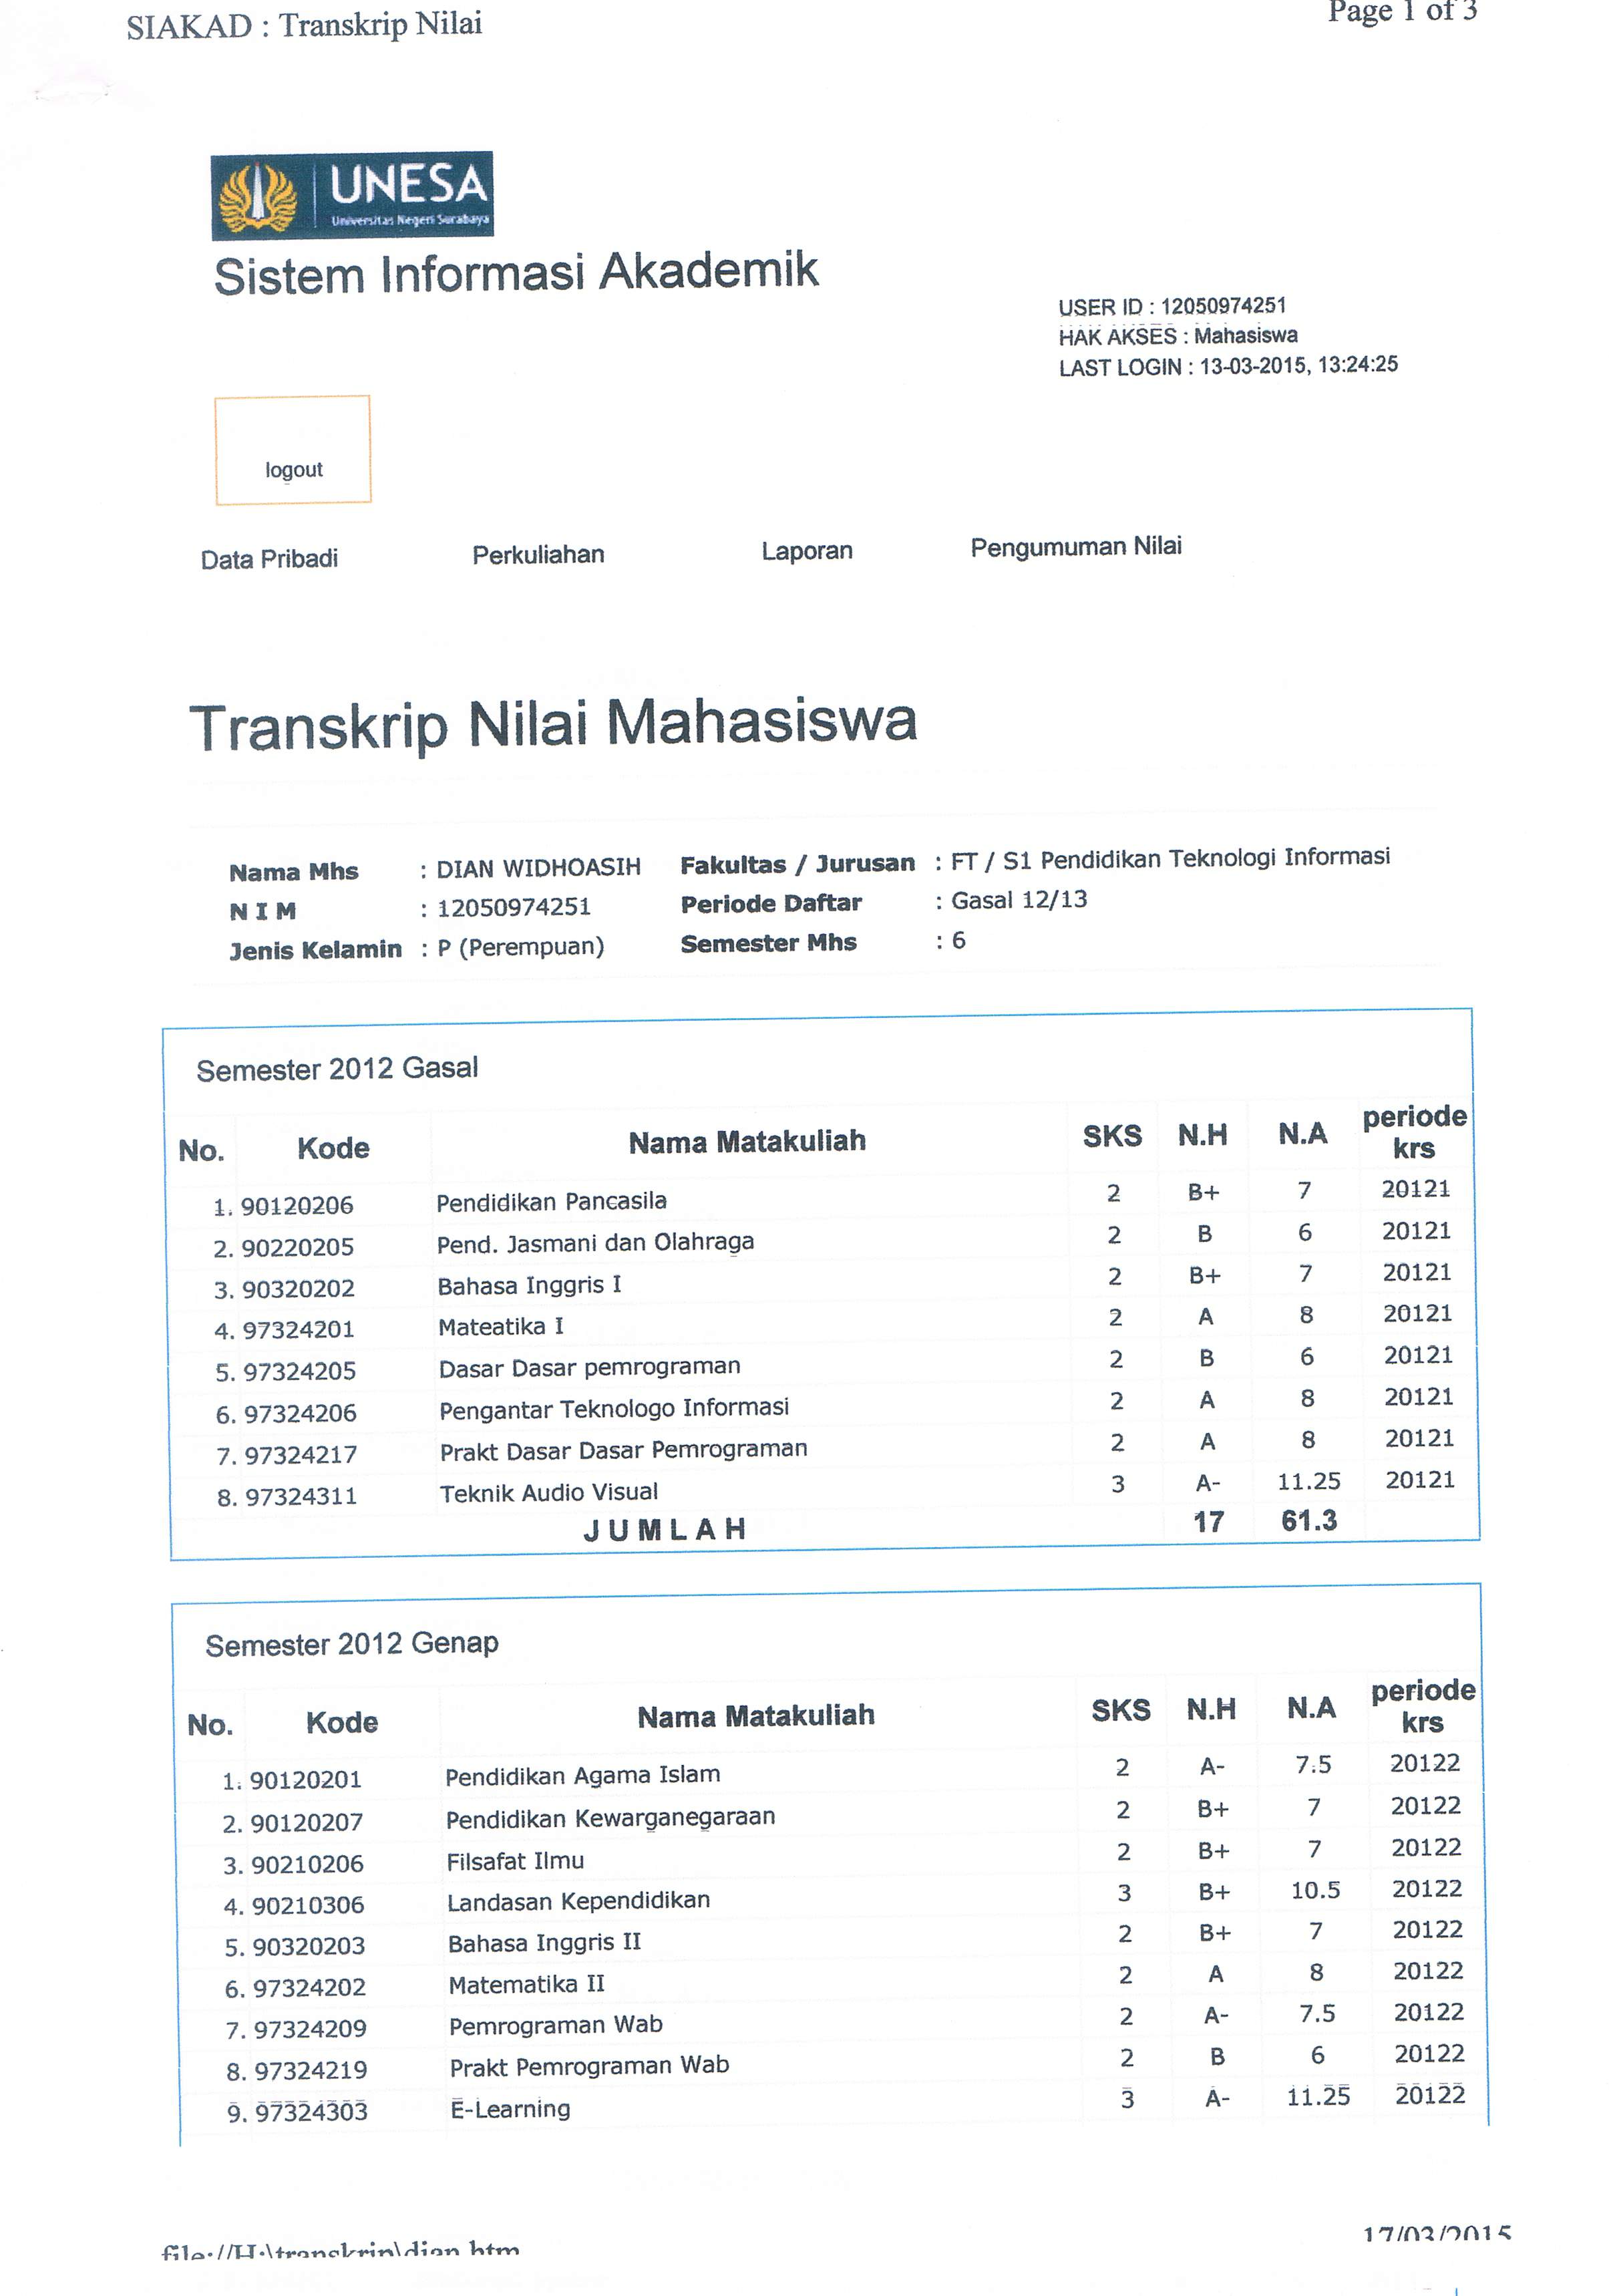 SIAKAD : Transkrip Nilai
Page 1 of 3
UNESA
Universitas Negeri Surabaya
Sistem Informasi Akademik
USER ID : 12050974251
HAK AKSES : Mahasiswa
LAST LOGIN : 13-03-2015, 13:24:25
logout
Data Pribadi Perkuliahan Laporan Pengumuman Nilai
Transkrip Nilai Mahasiswa
Nama Mhs : DIAN WIDHOASIH Fakultas / Jurusan : FT / S1 Pendidikan Teknologi Informasi
N I M : 12050974251 Periode Daftar : Gasal 12/13
Jenis Kelamin : P (Perempuan) Semester Mhs : 6
Semester 2012 Gasal
No. Kode Nama Matakuliah SKS N.H N.A periode krs
1. 90120206 Pendidikan Pancasila 2 B+ 7 20121
2. 90220205 Pend. Jasmani dan Olahraga 2 B 6 20121
3. 90320202 Bahasa Inggris I 2 B+ 7 20121
4. 97324201 Mateatika I 2 A 8 20121
5. 97324205 Dasar Dasar pemrograman 2 B 6 20121
6. 97324206 Pengantar Teknologo Informasi 2 A 8 20121
7. 97324217 Prakt Dasar Dasar Pemrograman 2 A 8 20121
8. 97324311 Teknik Audio Visual 3 A- 11.25 20121
J U M L A H 17 61.3
Semester 2012 Genap
No. Kode Nama Matakuliah SKS N.H N.A periode krs
1. 90120201 Pendidikan Agama Islam 2 A- 7.5 20122
2. 90120207 Pendidikan Kewarganegaraan 2 B+ 7 20122
3. 90210206 Filsafat Ilmu 2 B+ 7 20122
4. 90210306 Landasan Kependidikan 3 B+ 10.5 20122
5. 90320203 Bahasa Inggris II 2 B+ 7 20122
6. 97324202 Matematika II 2 A 8 20122
7. 97324209 Pemrograman Wab 2 A- 7.5 20122
8. 97324219 Prakt Pemrograman Wab 2 B 6 20122
9. 97324303 E-Learning 3 A- 11.25 20122
file://H:\transkrip\dian.htm
17/03/2015